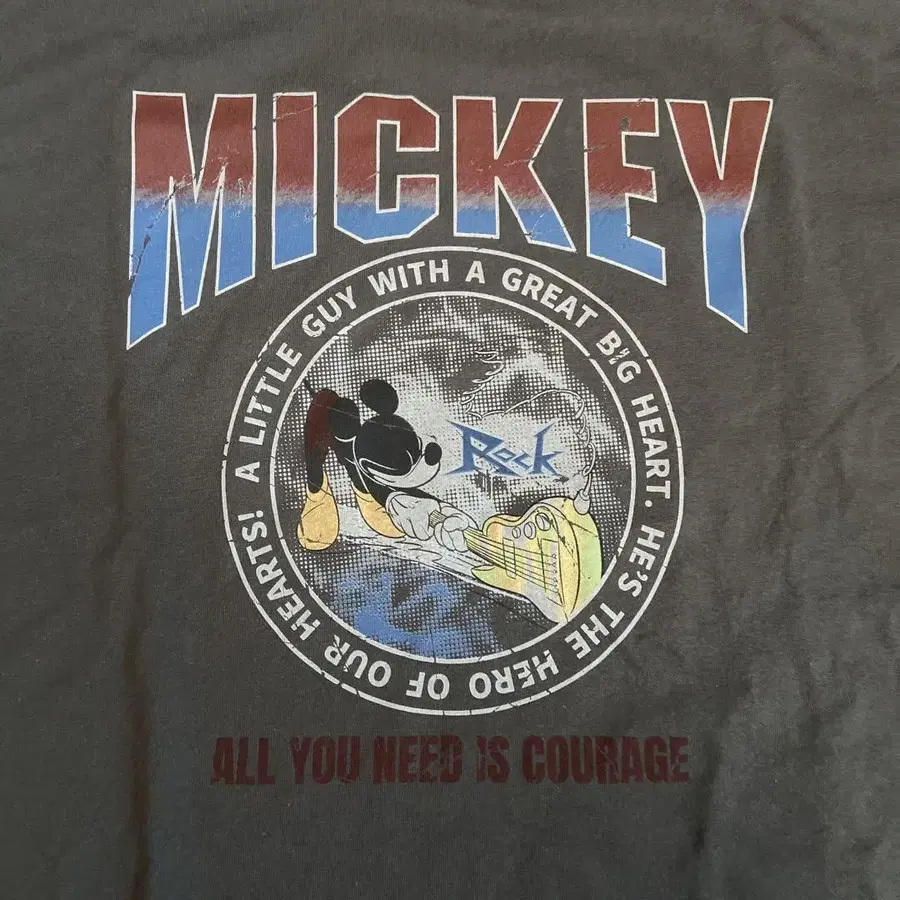 MICKEY
A LITTLE GUY WITH A GREAT BIG HEART. HE'S THE HERO OF OUR HEARTS!
Rock
ALL YOU NEED IS COURAGE